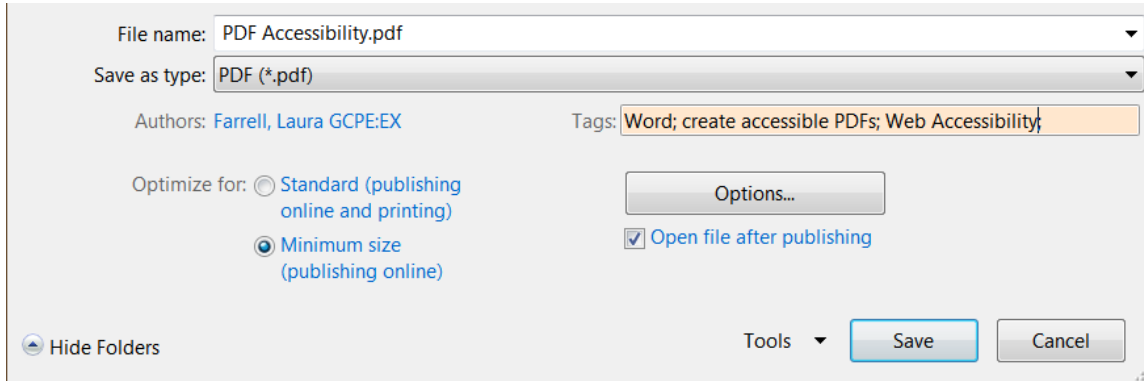 File name: PDF Accessibility.pdf
Save as type: PDF (*.pdf)
Authors: Farrell, Laura GCPE:EX Tags: Word; create accessible PDFs; Web Accessibility;
Optimize for: Standard (publishing
online and printing)
Minimum size
(publishing online)
Options...
Open file after publishing
Hide Folders
Tools
Save
Cancel